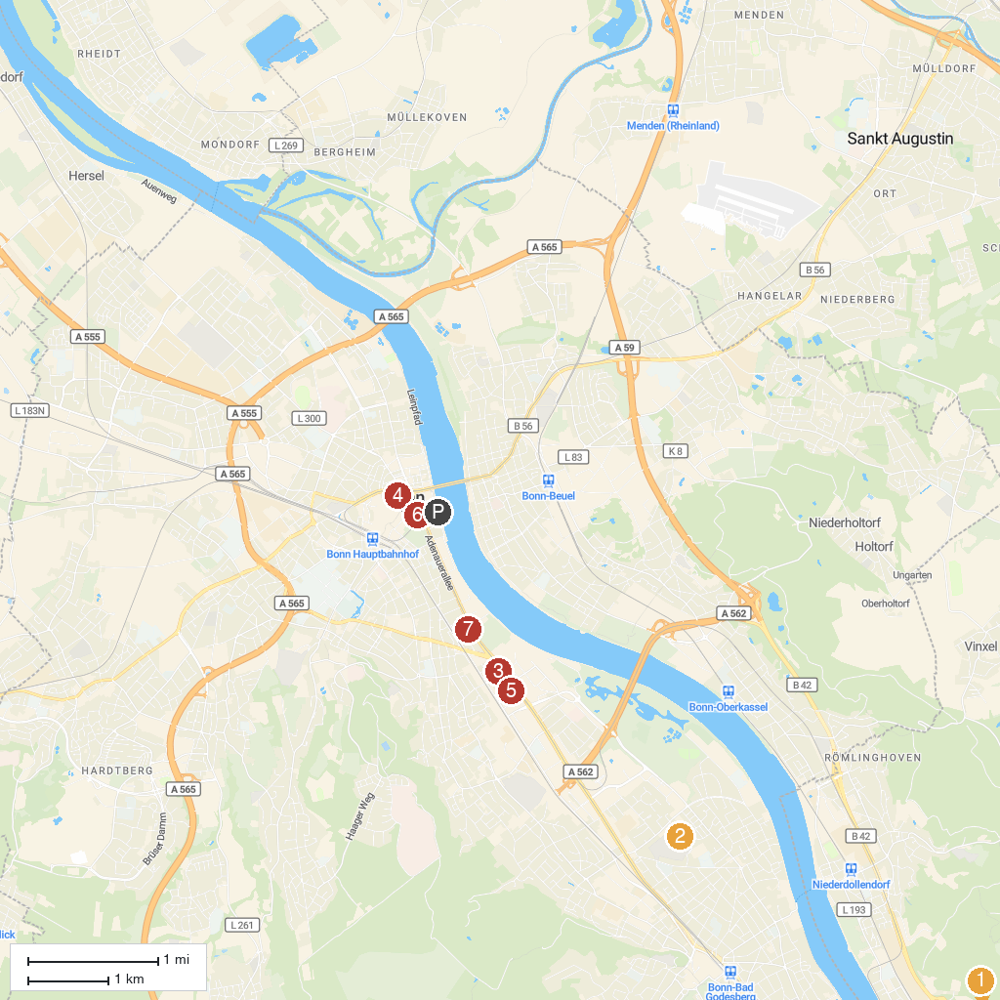 MENDEN
RHEIDT
MÜLLDORF
dorf
Menden (Rheinland)
MÜLLEKOVEN
Sankt Augustin
MONDORF
L 269
BERGHEIM
Hersel
Auenweg
ORT
A 565
SC
B 56
HANGELAR
NIEDERBERG
A 565
A 555
A 59
Leinpfad
L 183N
A 555
L 300
B 56
K 8
L 83
A 565
Bonn-Beuel
4
n
6
P
Niederholtorf
Holtorf
Bonn Hauptbahnhof
Adenauerallee
Ungarten
Oberholtorf
A 565
A 562
7
Vinxel
3
5
B 42
Bonn-Oberkassel
RÖMLINGHOVEN
HARDTBERG
A 562
A 565
Haager Weg
Brüser Damm
2
B 42
Niederdollendorf
L 193
L 261
lick
1 mi
1 km
Bonn-Bad
Godesberg
1